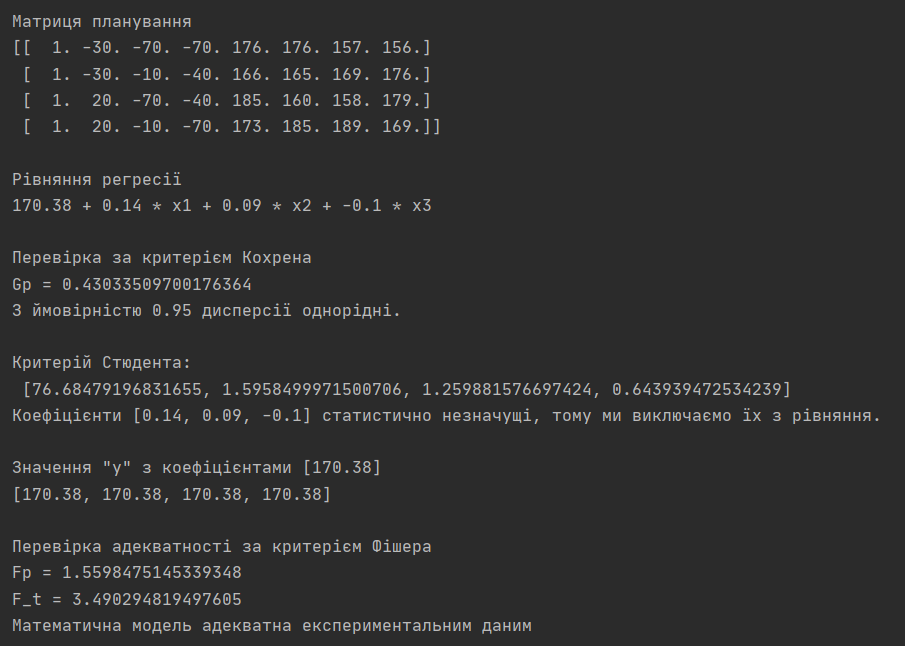 Матриця планування
[[  1. -30. -70. -70. 176. 176. 157. 156.]
 [  1. -30. -10. -40. 166. 165. 169. 176.]
 [  1.  20. -70. -40. 185. 160. 158. 179.]
 [  1.  20. -10. -70. 173. 185. 189. 169.]]
Рівняння регресії
170.38 + 0.14 * x1 + 0.09 * x2 + -0.1 * x3
Перевірка за критерієм Кохрена
Gp = 0.43033509700176364
З ймовірністю 0.95 дисперсії однорідні.
Критерій Стюдента:
 [76.68479196831655, 1.5958499971500706, 1.259881576697424, 0.643939472534239]
Коефіцієнти [0.14, 0.09, -0.1] статистично незначущі, тому ми виключаємо їх з рівняння.
Значення "y" з коефіцієнтами [170.38]
[170.38, 170.38, 170.38, 170.38]
Перевірка адекватності за критерієм Фішера
Fp = 1.5598475145339348
F_t = 3.490294819497605
Математична модель адекватна експериментальним даним